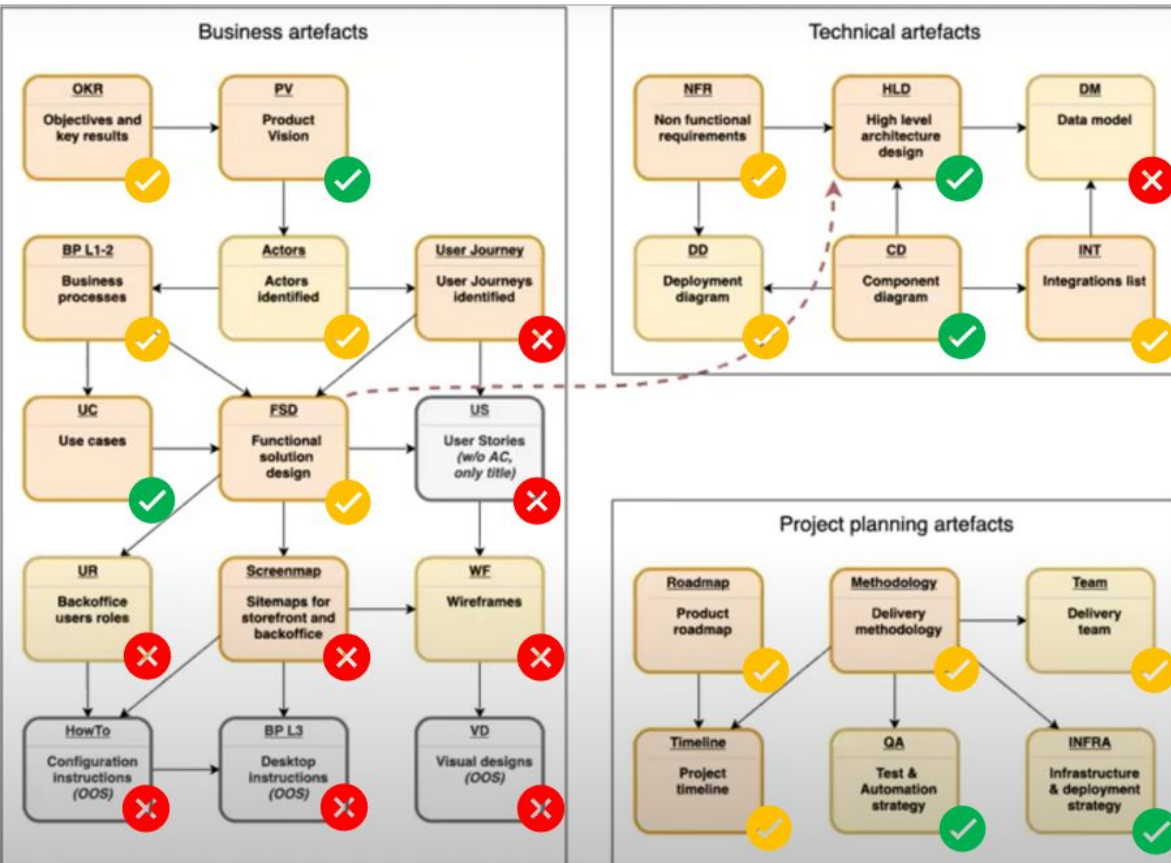 Business artefacts
OKR
Objectives and
key results
PV
Product
Vision
BP L1-2
Business
processes
Actors
Actors
identified
User Journey
User Journeys
identified
UC
Use cases
FSD
Functional
solution
design
US
User Stories
(w/o AC,
only title)
UR
Backoffice
users roles
Screenmap
Sitemaps for
storefront and
backoffice
WF
Wireframes
HowTo
Configuration
instructions
(OOS)
BP L3
Desktop
instructions
(OOS)
VD
Visual designs
(OOS)
Technical artefacts
NFR
Non functional
requirements
HLD
High level
architecture
design
DM
Data model
DD
Deployment
diagram
CD
Component
diagram
INT
Integrations list
Project planning artefacts
Roadmap
Product
roadmap
Methodology
Delivery
methodology
Team
Delivery
team
Timeline
Project
timeline
QA
Test &
Automation
strategy
INFRA
Infrastructure
& deployment
strategy